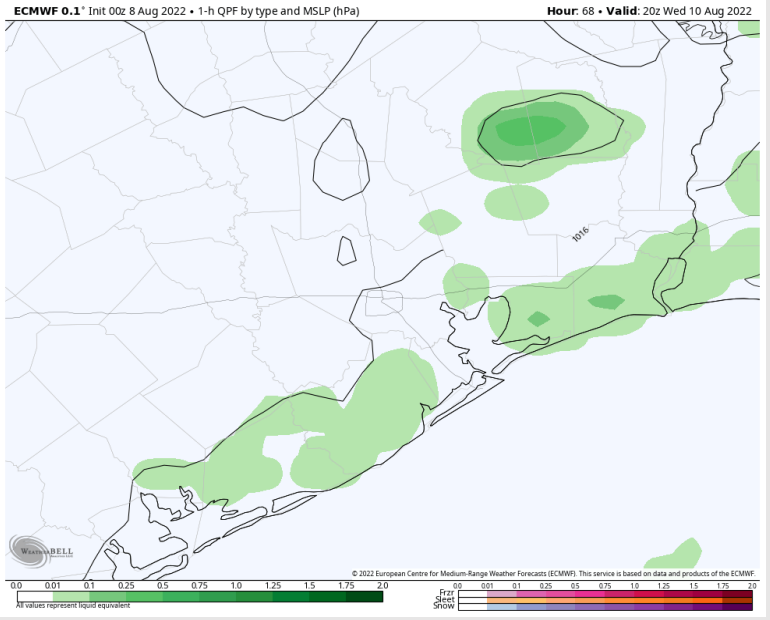 ECMWF 0.1° Init 00z 8 Aug 2022 • 1-h QPF by type and MSLP (hPa) Hour: 68 • Valid: 20z Wed 10 Aug 2022
1016
WEATHERBELL
© 2022 European Centre for Medium-Range Weather Forecasts (ECMWF). This service is based on data and products of the ECMWF.
0.0 0.01 0.1 0.25 0.5 0.75 1.0 1.25 1.5 1.75 2.0
All values represent liquid equivalent
0.0 0.01 0.1 0.25 0.50 0.75 1.0 1.25 1.5 1.75 2.0
Frzr
Sleet
Snow